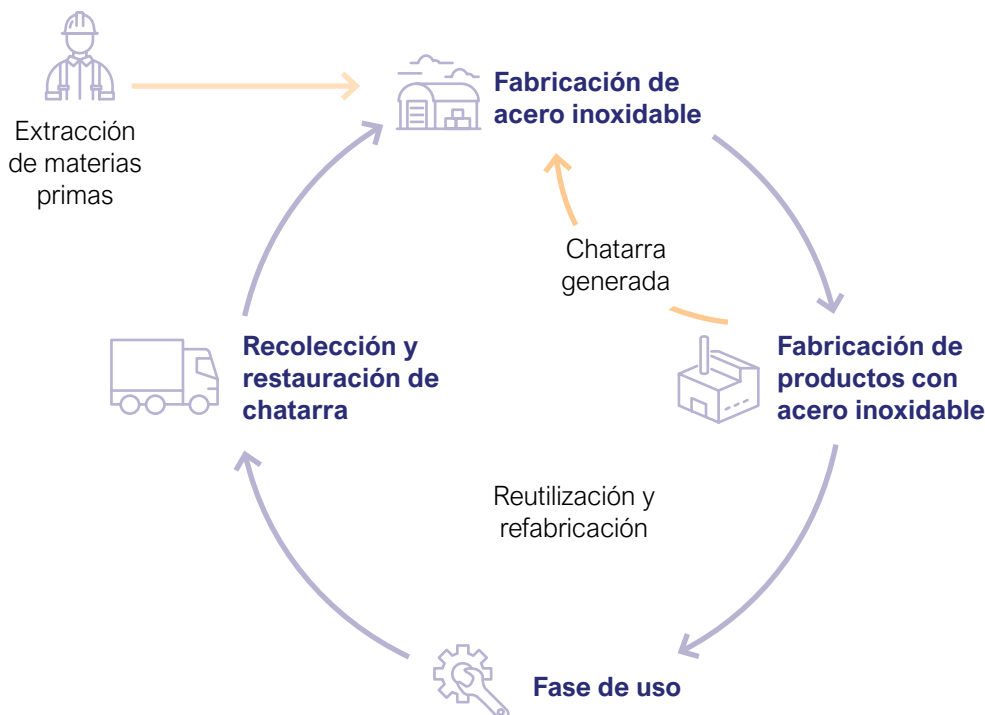 Extracción
de materias
primas
Fabricación de
acero inoxidable
Chatarra
generada
Recolección y
restauración de
chatarra
Fabricación de
productos con
acero inoxidable
Reutilización y
refabricación
Fase de uso